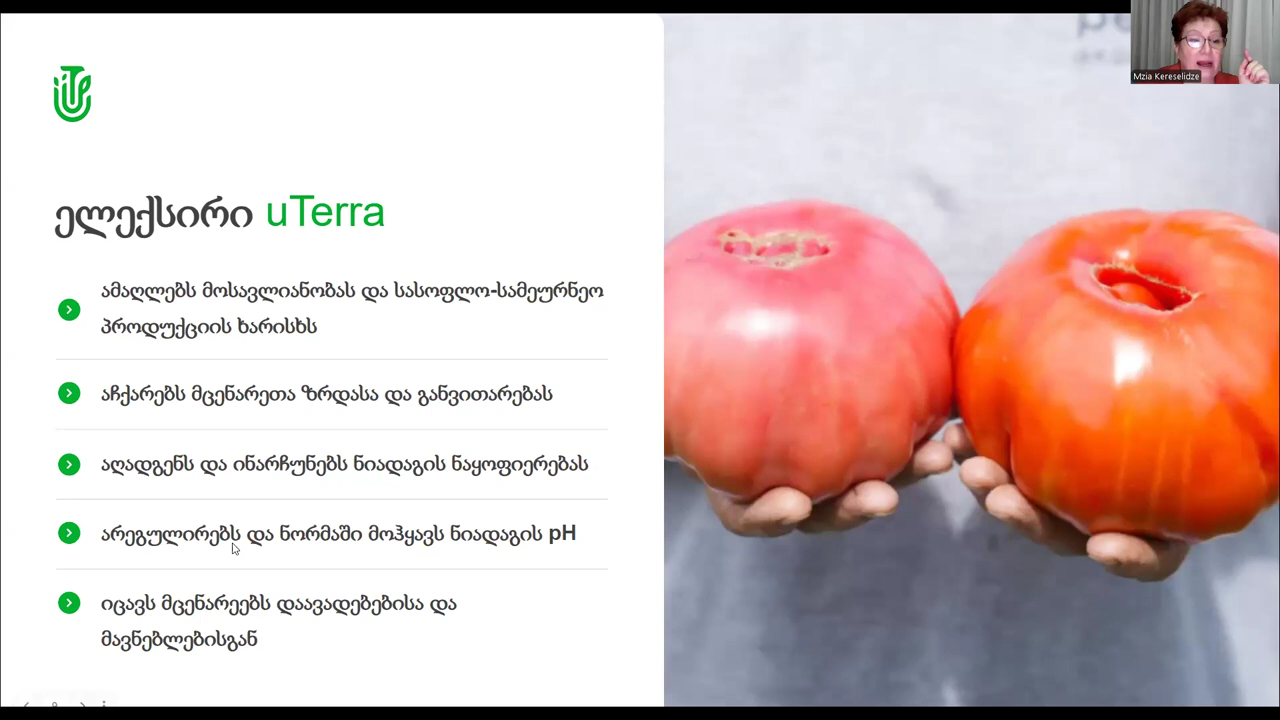 Mzia Kereselidze
ელექსირი uTerra
ამაღლებს მოსავლიანობას და სასოფლო-სამეურნეო
პროდუქციის ხარისხს
აჩქარებს მცენარეთა ზრდასა და განვითარებას
აღადგენს და ინარჩუნებს ნიადაგის ნაყოფიერებას
არეგულირებს და ნორმაში მოჰყავს ნიადაგის pH
იცავს მცენარეებს დაავადებებისა და
მავნებლებისგან